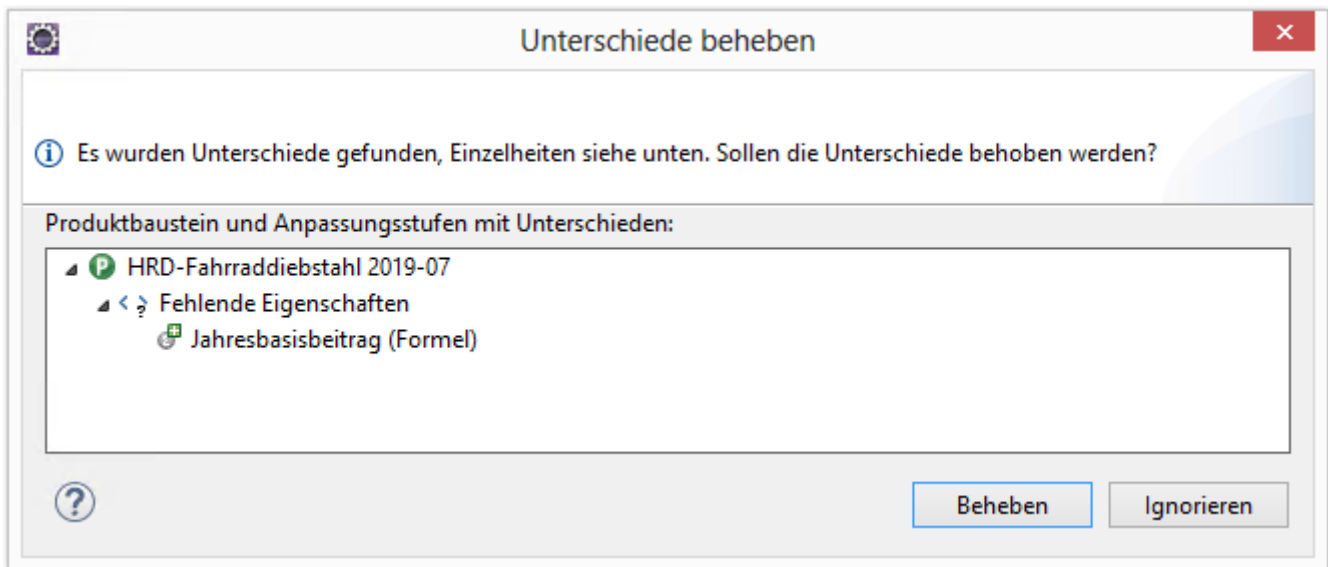 Unterschiede beheben
Es wurden Unterschiede gefunden, Einzelheiten siehe unten. Sollen die Unterschiede behoben werden?
Produktbaustein und Anpassungsstufen mit Unterschieden:
HRD-Fahrraddiebstahl 2019-07
Fehlende Eigenschaften
Jahresbasisbeitrag (Formel)
Beheben Ignorieren